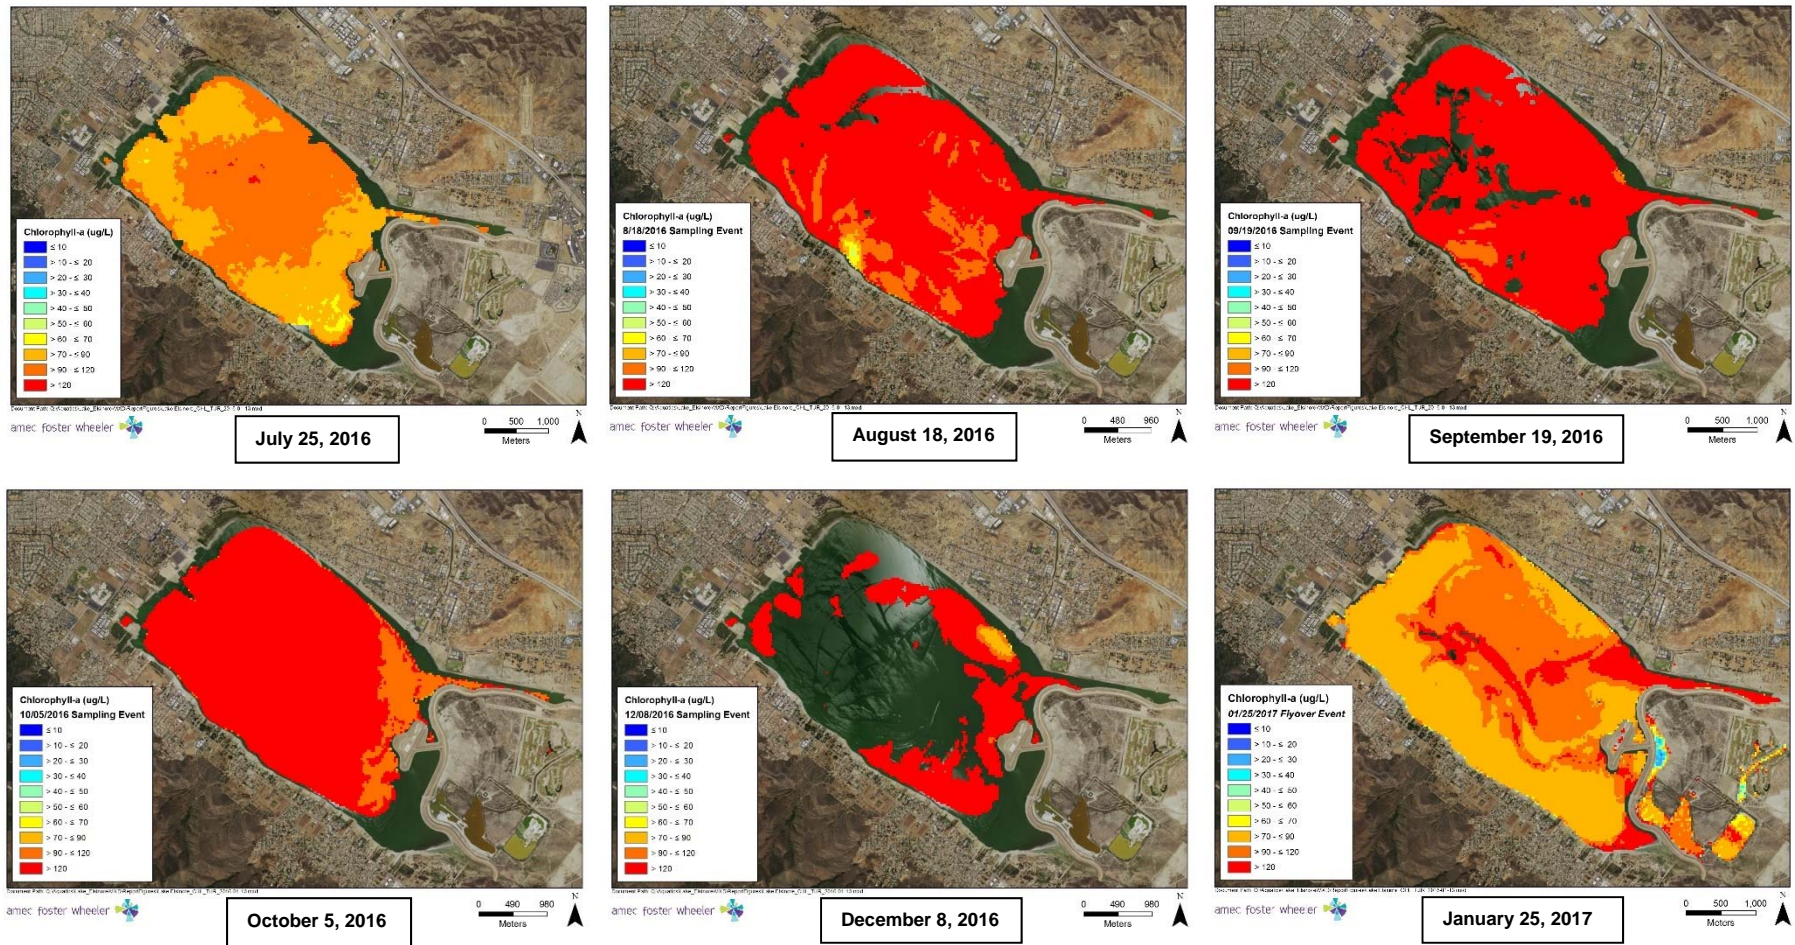 Chlorophyll-a (ug/L)
≤ 10
> 10 - ≤ 20
> 20 - ≤ 30
> 30 - ≤ 40
> 40 - ≤ 50
> 50 - ≤ 60
> 60 - ≤ 70
> 70 - ≤ 90
> 90 - ≤ 120
> 120
amec foster wheeler
July 25, 2016
0 500 1,000
Meters
N
Chlorophyll-a (ug/L)
8/18/2016 Sampling Event
≤ 10
> 10 - ≤ 20
> 20 - ≤ 30
> 30 - ≤ 40
> 40 - ≤ 50
> 50 - ≤ 60
> 60 - ≤ 70
> 70 - ≤ 90
> 90 - ≤ 120
> 120
amec foster wheeler
August 18, 2016
0 480 960
Meters
N
Chlorophyll-a (ug/L)
09/19/2016 Sampling Event
≤ 10
> 10 - ≤ 20
> 20 - ≤ 30
> 30 - ≤ 40
> 40 - ≤ 50
> 50 - ≤ 60
> 60 - ≤ 70
> 70 - ≤ 90
> 90 - ≤ 120
> 120
amec foster wheeler
September 19, 2016
0 500 1,000
Meters
N
Chlorophyll-a (ug/L)
10/05/2016 Sampling Event
≤ 10
> 10 - ≤ 20
> 20 - ≤ 30
> 30 - ≤ 40
> 40 - ≤ 50
> 50 - ≤ 60
> 60 - ≤ 70
> 70 - ≤ 90
> 90 - ≤ 120
> 120
amec foster wheeler
October 5, 2016
0 490 980
Meters
N
Chlorophyll-a (ug/L)
12/08/2016 Sampling Event
≤ 10
> 10 - ≤ 20
> 20 - ≤ 30
> 30 - ≤ 40
> 40 - ≤ 50
> 50 - ≤ 60
> 60 - ≤ 70
> 70 - ≤ 90
> 90 - ≤ 120
> 120
amec foster wheeler
December 8, 2016
0 490 980
Meters
N
Chlorophyll-a (ug/L)
01/25/2017 Flyover Event
≤ 10
> 10 - ≤ 20
> 20 - ≤ 30
> 30 - ≤ 40
> 40 - ≤ 50
> 50 - ≤ 60
> 60 - ≤ 70
> 70 - ≤ 90
> 90 - ≤ 120
> 120
amec foster wheeler
January 25, 2017
0 500 1,000
Meters
N